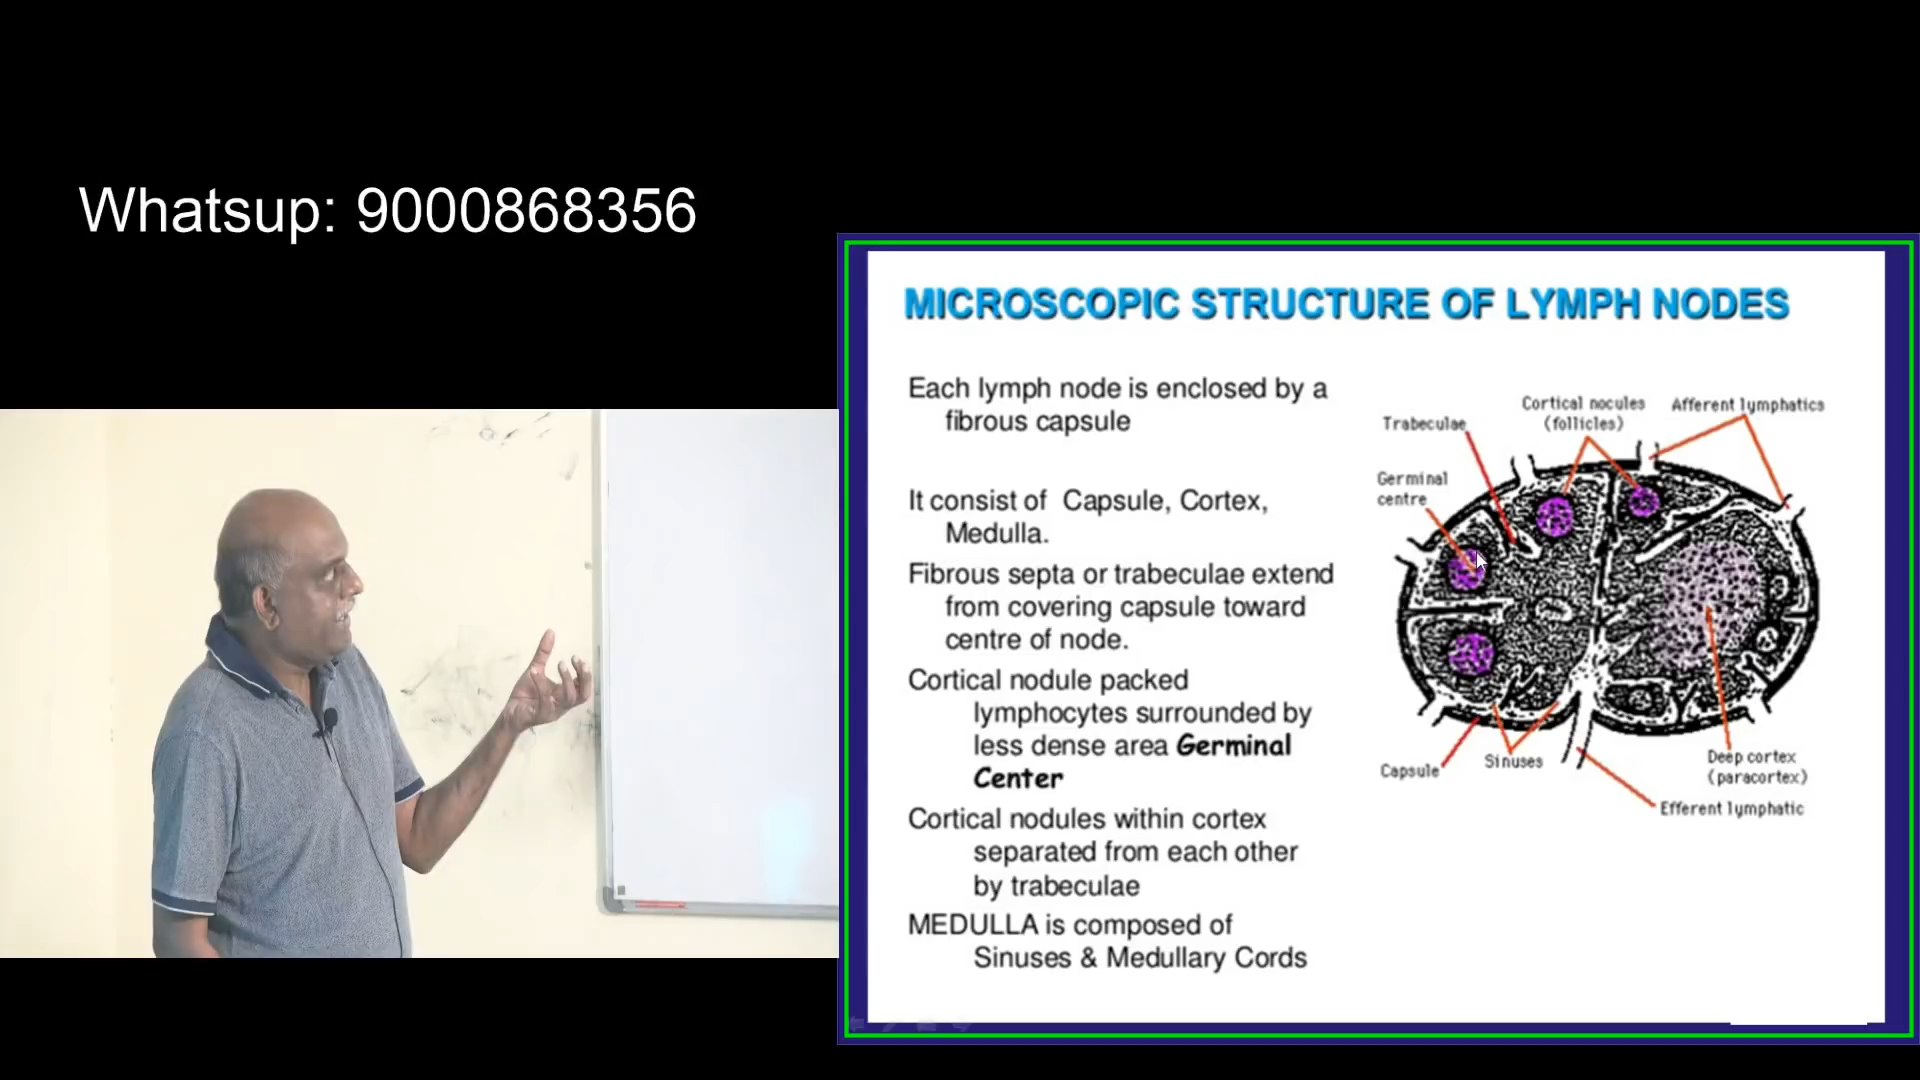 Whatsup: 9000868356
MICROSCOPIC STRUCTURE OF LYMPH NODES
Each lymph node is enclosed by a
fibrous capsule
It consist of Capsule, Cortex,
Medulla.
Fibrous septa or trabeculae extend
from covering capsule toward
centre of node.
Cortical nodule packed
lymphocytes surrounded by
less dense area Germinal
Center
Cortical nodules within cortex
separated from each other
by trabeculae
MEDULLA is composed of
Sinuses & Medullary Cords
Cortical nocules
(follicles)
Afferent lymphatics
Trabeculae
Germinal
centre
Capsule
Sinuses
Deep cortex
(paracortex)
Efferent lymphatic